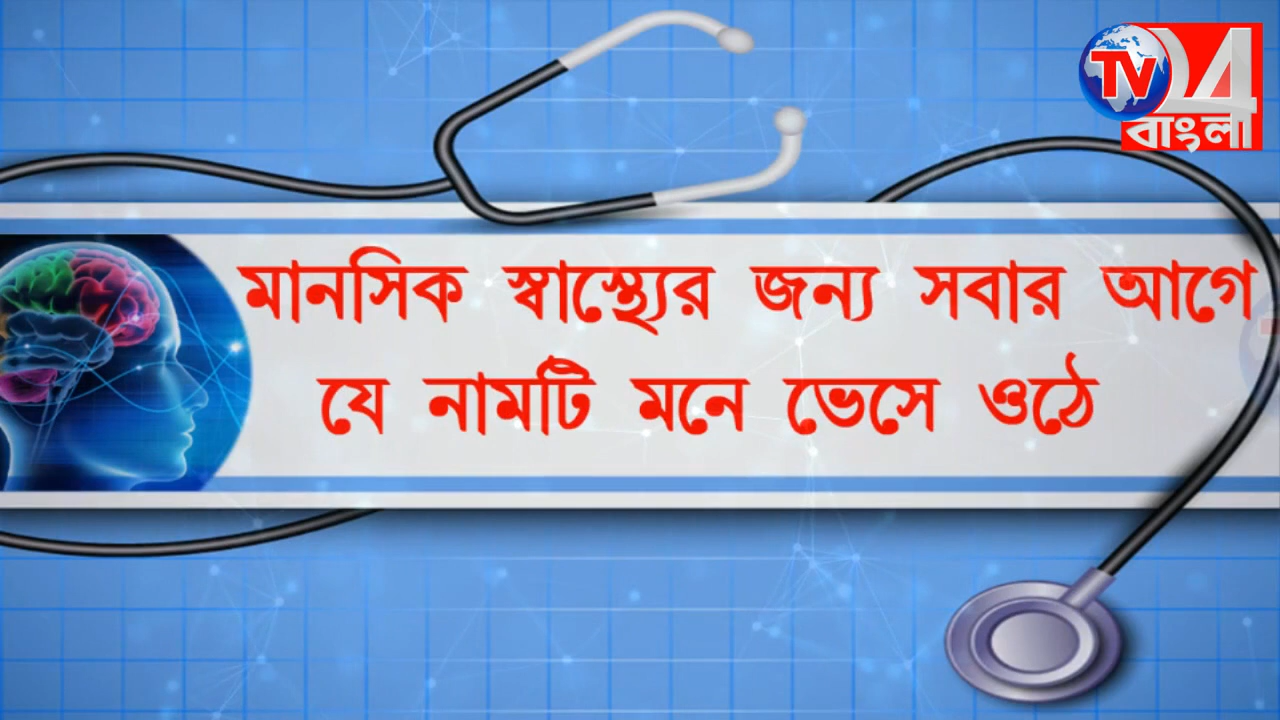 TV 24
বাংলা
মানসিক স্বাস্থ্যের জন্য সবার আগে
যে নামটি মনে ভেসে ওঠে